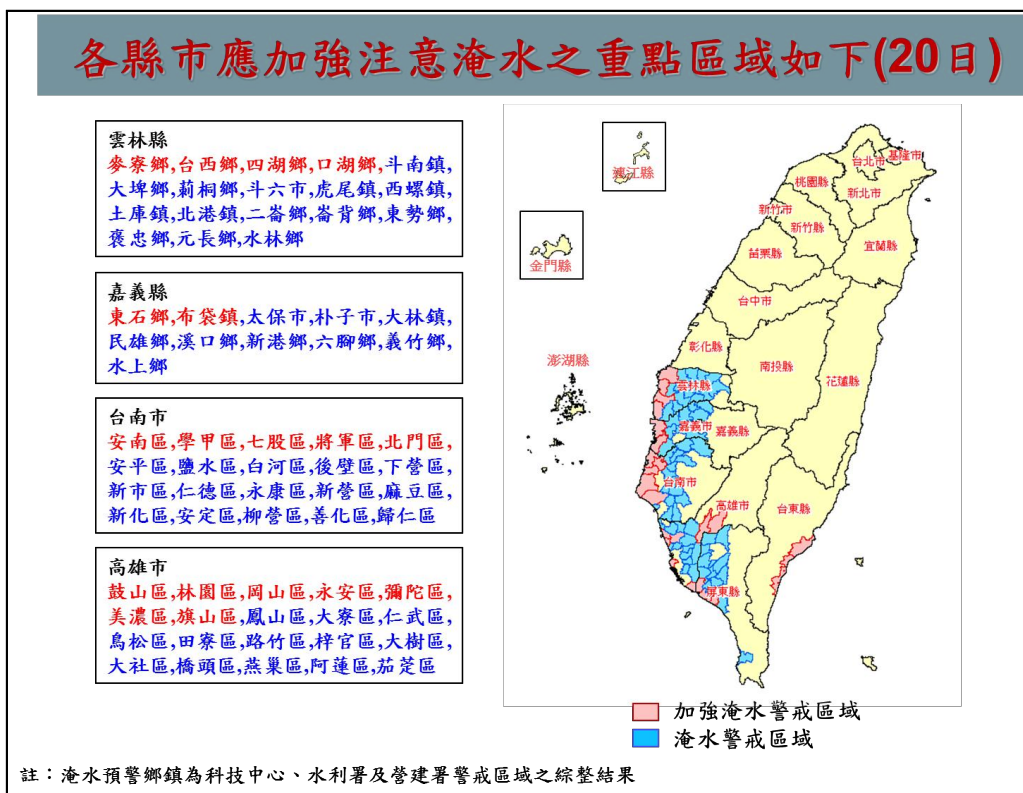 各縣市應加強注意淹水之重點區域如下(20日)
雲林縣
麥寮鄉,台西鄉,四湖鄉,口湖鄉,斗南鎮,
大埤鄉,莿桐鄉,斗六市,虎尾鎮,西螺鎮,
土庫鎮,北港鎮,二崙鄉,崙背鄉,東勢鄉,
褒忠鄉,元長鄉,水林鄉
嘉義縣
東石鄉,布袋鎮,太保市,朴子市,大林鎮,
民雄鄉,溪口鄉,新港鄉,六腳鄉,義竹鄉,
水上鄉
台南市
安南區,學甲區,七股區,將軍區,北門區,
安平區,鹽水區,白河區,後壁區,下營區,
新市區,仁德區,永康區,新營區,麻豆區,
新化區,安定區,柳營區,善化區,歸仁區
高雄市
鼓山區,林園區,岡山區,永安區,彌陀區,
美濃區,旗山區,鳳山區,大寮區,仁武區,
鳥松區,田寮區,路竹區,梓官區,大樹區,
大社區,橋頭區,燕巢區,阿蓮區,茄萣區
連江縣
金門縣
澎湖縣
基隆市
台北市
桃園縣
新北市
新竹市
新竹縣
宜蘭縣
苗栗縣
台中市
彰化縣
南投縣
花蓮縣
雲林縣
嘉義市
嘉義縣
台南市
高雄市
台東縣
屏東縣
加強淹水警戒區域
淹水警戒區域
註：淹水預警鄉鎮為科技中心、水利署及營建署警戒區域之綜整結果